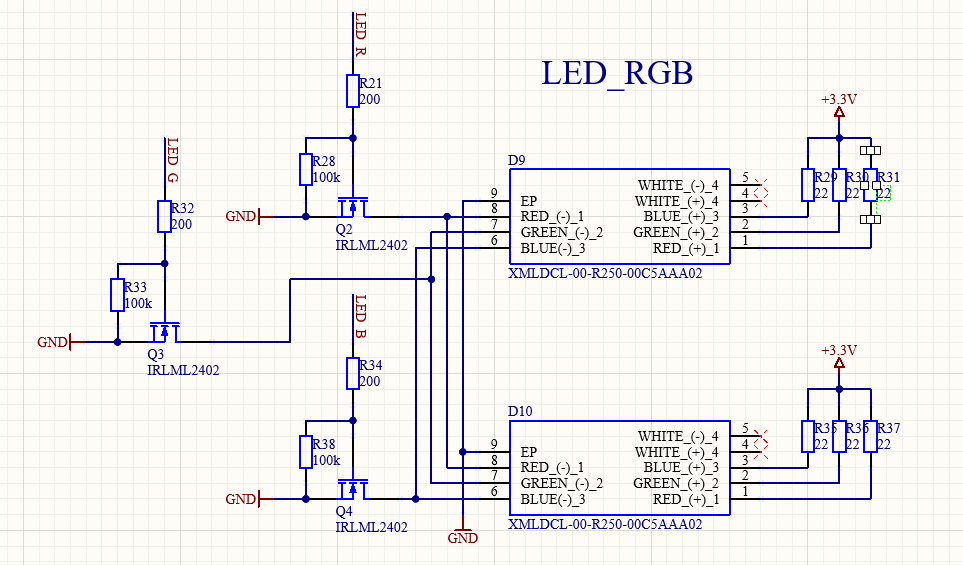 LED_RGB
LED_R
R21
200
R28
100k
GND
Q2
IRLML2402
LED_G
R32
200
R33
100k
GND
Q3
IRLML2402
LED_B
R34
200
R38
100k
GND
Q4
IRLML2402
D9
9 EP
8 RED_(-)_1
7 GREEN_(-)_2
6 BLUE(-)_3
WHITE_(-)_4 5
WHITE_(+)_4 4
BLUE_(+)_3 3
GREEN_(+)_2 2
RED_(+)_1 1
XMLDCL-00-R250-00C5AAA02
+3.3V
R29 R30 R31
22 22 22
D10
9 EP
8 RED_(-)_1
7 GREEN_(-)_2
6 BLUE(-)_3
WHITE_(-)_4 5
WHITE_(+)_4 4
BLUE_(+)_3 3
GREEN_(+)_2 2
RED_(+)_1 1
XMLDCL-00-R250-00C5AAA02
GND
+3.3V
R35 R36 R37
22 22 22